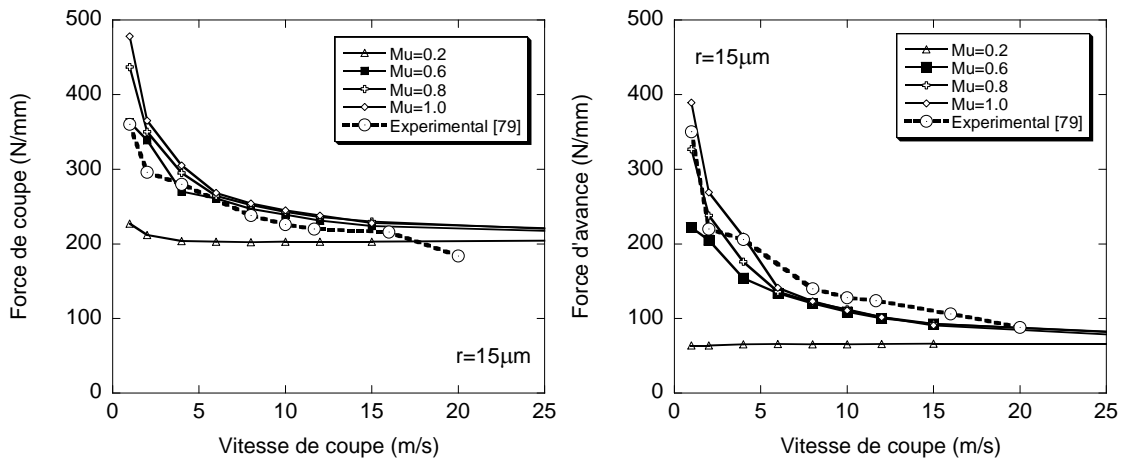 500
400
300
200
100
0
0 5 10 15 20 25
Force de coupe (N/mm)
Vitesse de coupe (m/s)
Mu=0.2
Mu=0.6
Mu=0.8
Mu=1.0
Experimental [79]
r=15μm
500
400
300
200
100
0
0 5 10 15 20 25
Force d'avance (N/mm)
Vitesse de coupe (m/s)
r=15μm
Mu=0.2
Mu=0.6
Mu=0.8
Mu=1.0
Experimental [79]